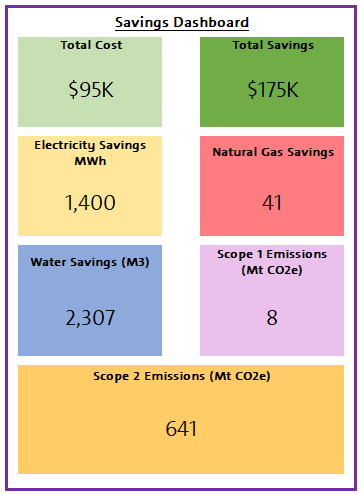 Savings Dashboard
Total Cost
$95K
Total Savings
$175K
Electricity Savings
MWh
1,400
Natural Gas Savings
41
Water Savings (M3)
2,307
Scope 1 Emissions
(Mt CO2e)
8
Scope 2 Emissions (Mt CO2e)
641